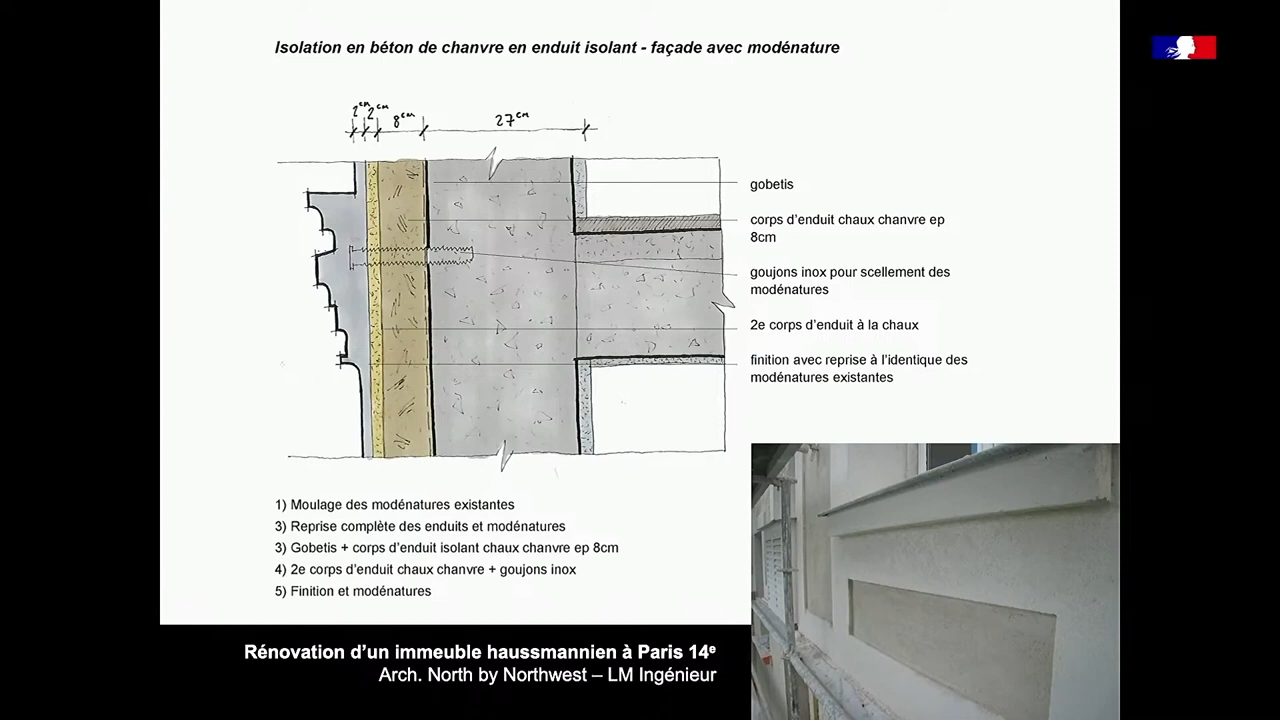 Isolation en béton de chanvre en enduit isolant - façade avec modénature
2cm 2cm 8cm 27cm
gobetis
corps d'enduit chaux chanvre ep
8cm
goujons inox pour scellement des
modénatures
2e corps d'enduit à la chaux
finition avec reprise à l'identique des
modénatures existantes
1) Moulage des modénatures existantes
3) Reprise complète des enduits et modénatures
3) Gobetis + corps d'enduit isolant chaux chanvre ep 8cm
4) 2e corps d'enduit chaux chanvre + goujons inox
5) Finition et modénatures
Rénovation d'un immeuble haussmannien à Paris 14e
Arch. North by Northwest – LM Ingénieur